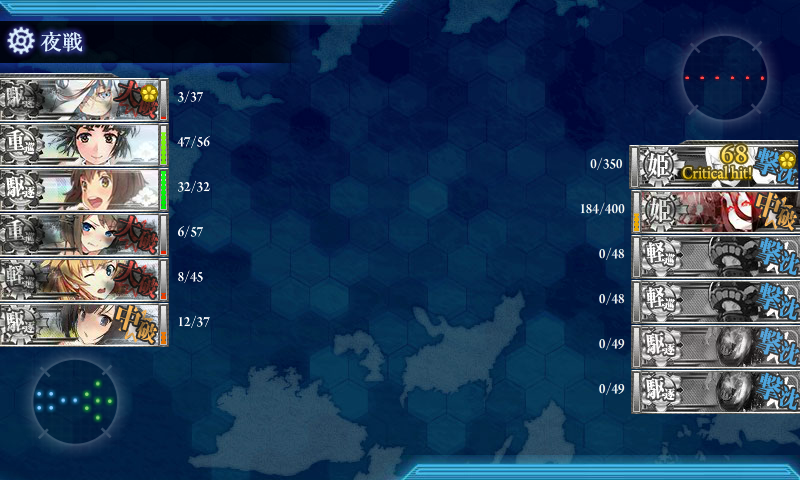 夜戦
駆逐 大破 3/37
重巡 47/56
駆逐 32/32
重巡 大破 6/57
軽巡 大破 8/45
駆逐 中破 12/37
0/350 姫 68 撃沈
Critical hit!
184/400 姫 中破
0/48 軽巡 撃沈
0/48 軽巡 撃沈
0/49 駆逐 撃沈
0/49 駆逐 撃沈